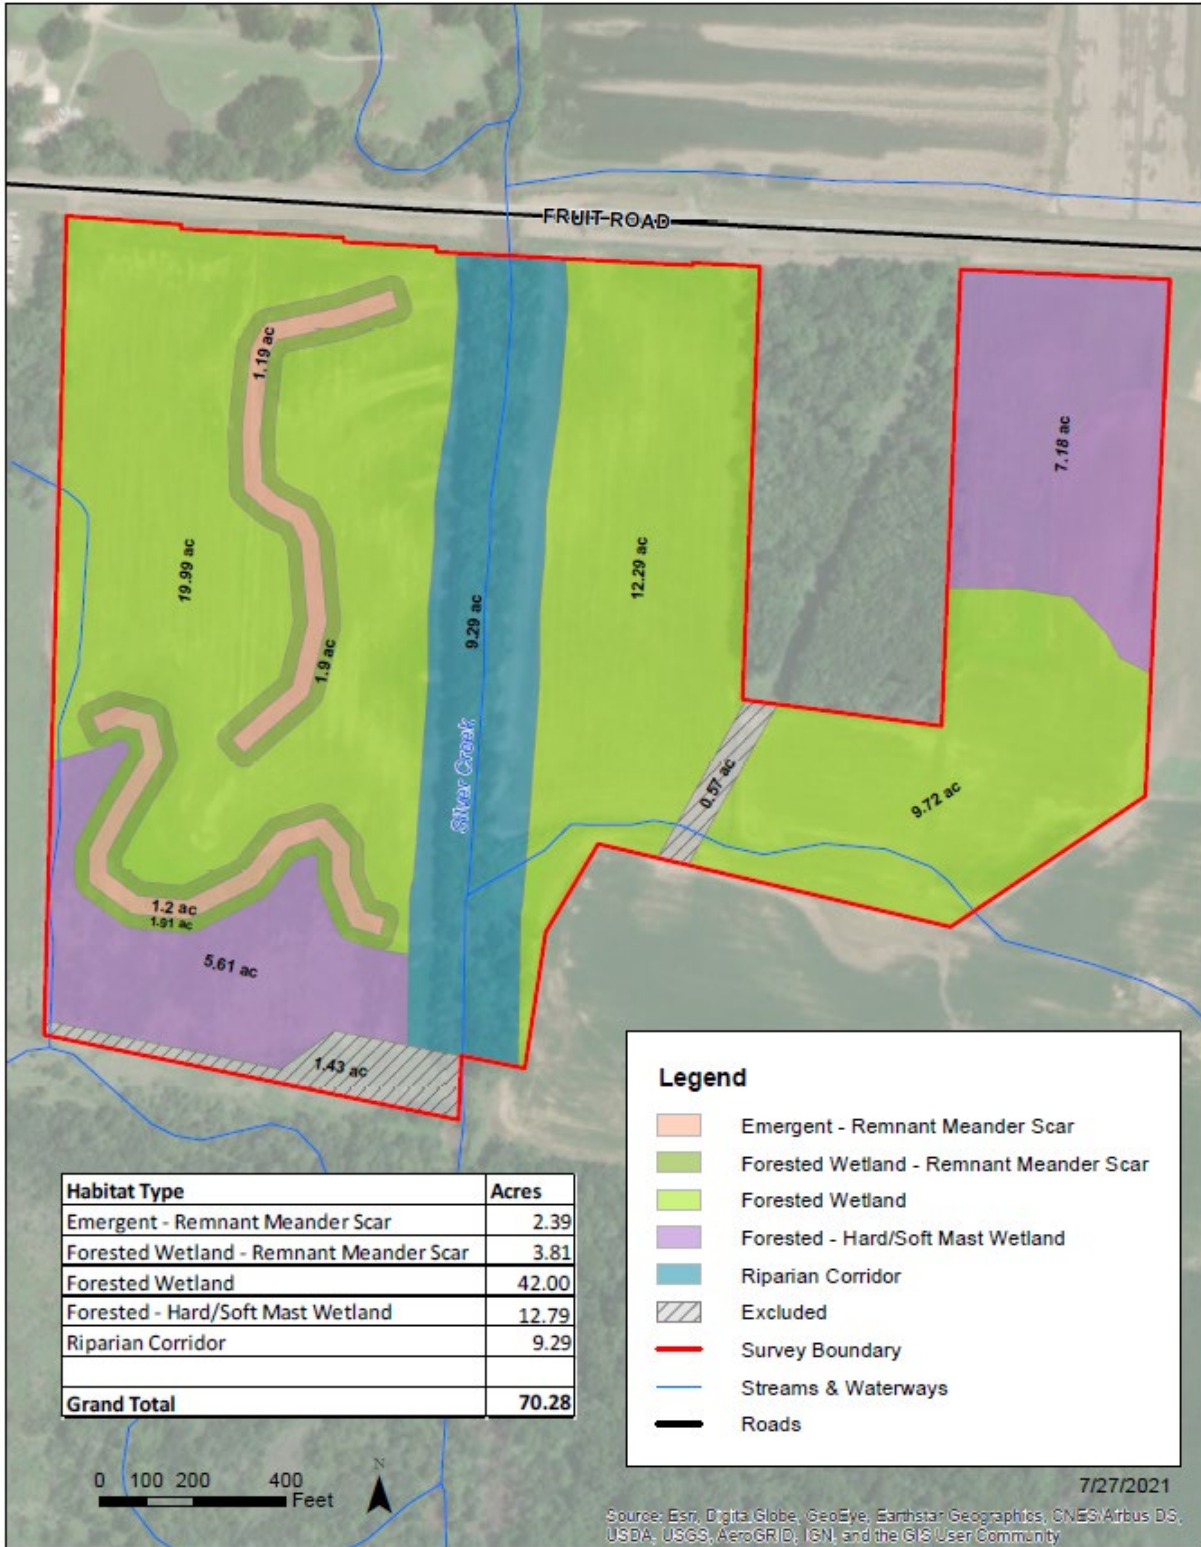 FRUIT ROAD
1.19 ac
7.18 ac
19.99 ac
12.29 ac
9.29 ac
1.9 ac
Silver Creek
0.57 ac
9.72 ac
1.2 ac
1.91 ac
5.61 ac
1.43 ac
Legend
Emergent - Remnant Meander Scar
Forested Wetland - Remnant Meander Scar
Forested Wetland
Forested - Hard/Soft Mast Wetland
Riparian Corridor
Excluded
Survey Boundary
Streams & Waterways
Roads
Habitat Type Acres
Emergent - Remnant Meander Scar 2.39
Forested Wetland - Remnant Meander Scar 3.81
Forested Wetland 42.00
Forested - Hard/Soft Mast Wetland 12.79
Riparian Corridor 9.29
Grand Total 70.28
0 100 200 400
Feet
N
7/27/2021
Source: Esri, DigitalGlobe, GeoEye, Earthstar Geographics, CNES/Airbus DS,
USDA, USGS, AeroGRID, IGN, and the GIS User Community